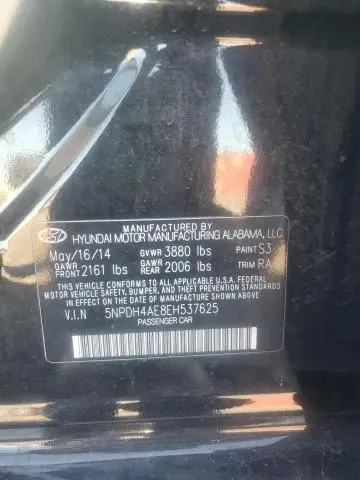 MANUFACTURED BY
HYUNDAI MOTOR MANUFACTURING ALABAMA, LLC
May/16/14 GVWR 3880 lbs PAINT S3
GAWR FRONT 2161 lbs GAWR REAR 2006 lbs TRIM RA
THIS VEHICLE CONFORMS TO ALL APPLICABLE U.S.A. FEDERAL
MOTOR VEHICLE SAFETY, BUMPER, AND THEFT PREVENTION STANDARDS
IN EFFECT ON THE DATE OF MANUFACTURE SHOWN ABOVE.
V.I.N 5NPDH4AE8EH537625
PASSENGER CAR